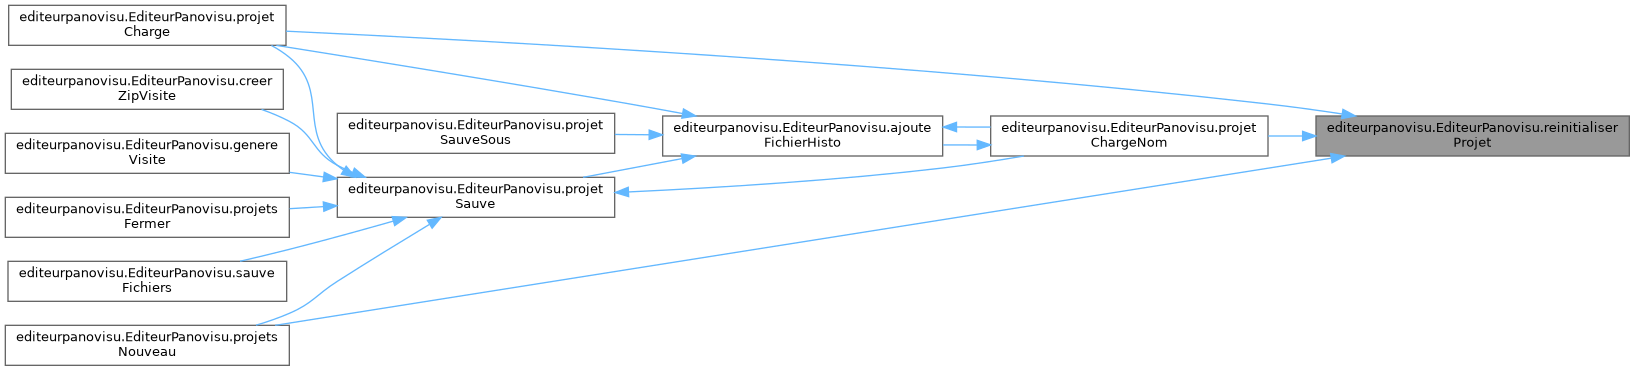 editeurpanovisu.EditeurPanovisu.projet
Charge
editeurpanovisu.EditeurPanovisu.creer
ZipVisite
editeurpanovisu.EditeurPanovisu.genere
Visite
editeurpanovisu.EditeurPanovisu.projets
Fermer
editeurpanovisu.EditeurPanovisu.sauve
Fichiers
editeurpanovisu.EditeurPanovisu.projets
Nouveau
editeurpanovisu.EditeurPanovisu.projet
SauveSous
editeurpanovisu.EditeurPanovisu.projet
Sauve
editeurpanovisu.EditeurPanovisu.ajoute
FichierHisto
editeurpanovisu.EditeurPanovisu.projet
ChargeNom
editeurpanovisu.EditeurPanovisu.reinitialiser
Projet